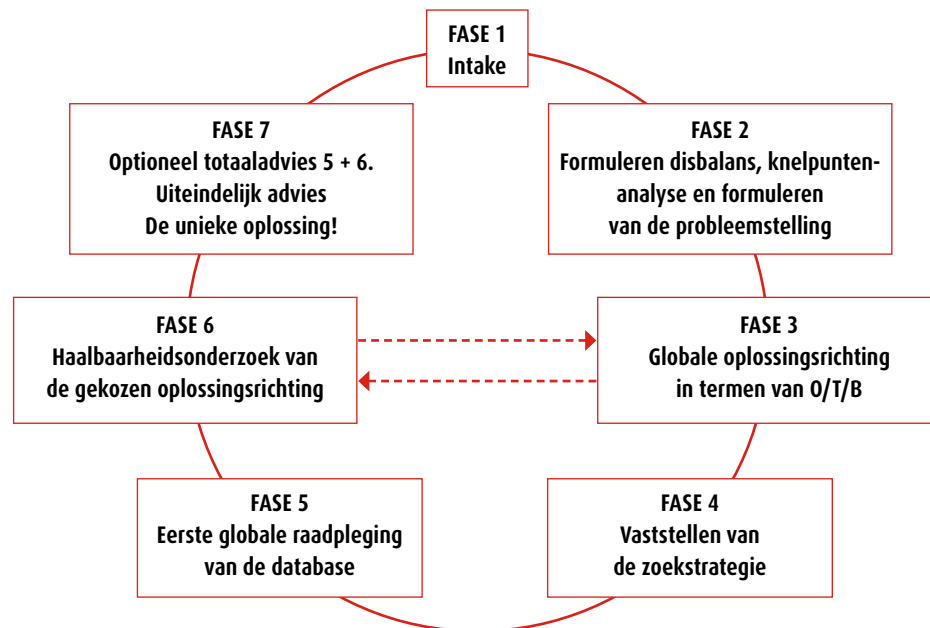 FASE 1
Intake
FASE 7
Optioneel totaaladvies 5 + 6.
Uiteindelijk advies
De unieke oplossing!
FASE 2
Formuleren disbalans, knelpunten-
analyse en formuleren
van de probleemstelling
FASE 6
Haalbaarheidsonderzoek van
de gekozen oplossingsrichting
FASE 3
Globale oplossingsrichting
in termen van O/T/B
FASE 5
Eerste globale raadpleging
van de database
FASE 4
Vaststellen van
de zoekstrategie